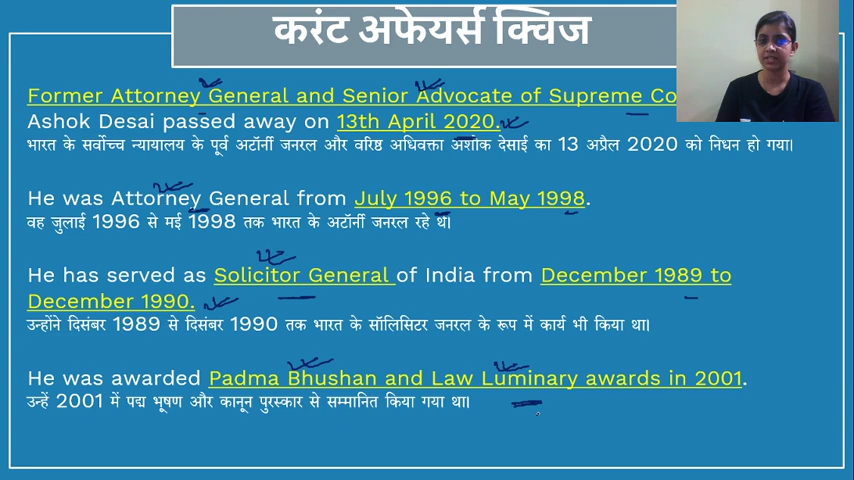 करंट अफेयर्स क्विज
Former Attorney General and Senior Advocate of Supreme
Ashok Desai passed away on 13th April 2020.
भारत के सर्वोच्च न्यायालय के पूर्व अटॉर्नी जनरल और वरिष्ठ अधिवक्ता अशोक देसाई का 13 अप्रैल 2020 को निधन हो गया।
He was Attorney General from July 1996 to May 1998.
वह जुलाई 1996 से मई 1998 तक भारत के अटॉर्नी जनरल रहे थे।
He has served as Solicitor General of India from December 1989 to
December 1990.
उन्होंने दिसंबर 1989 से दिसंबर 1990 तक भारत के सॉलिसिटर जनरल के रूप में कार्य भी किया था।
He was awarded Padma Bhushan and Law Luminary awards in 2001.
उन्हें 2001 में पद्म भूषण और कानून पुरस्कार से सम्मानित किया गया था।